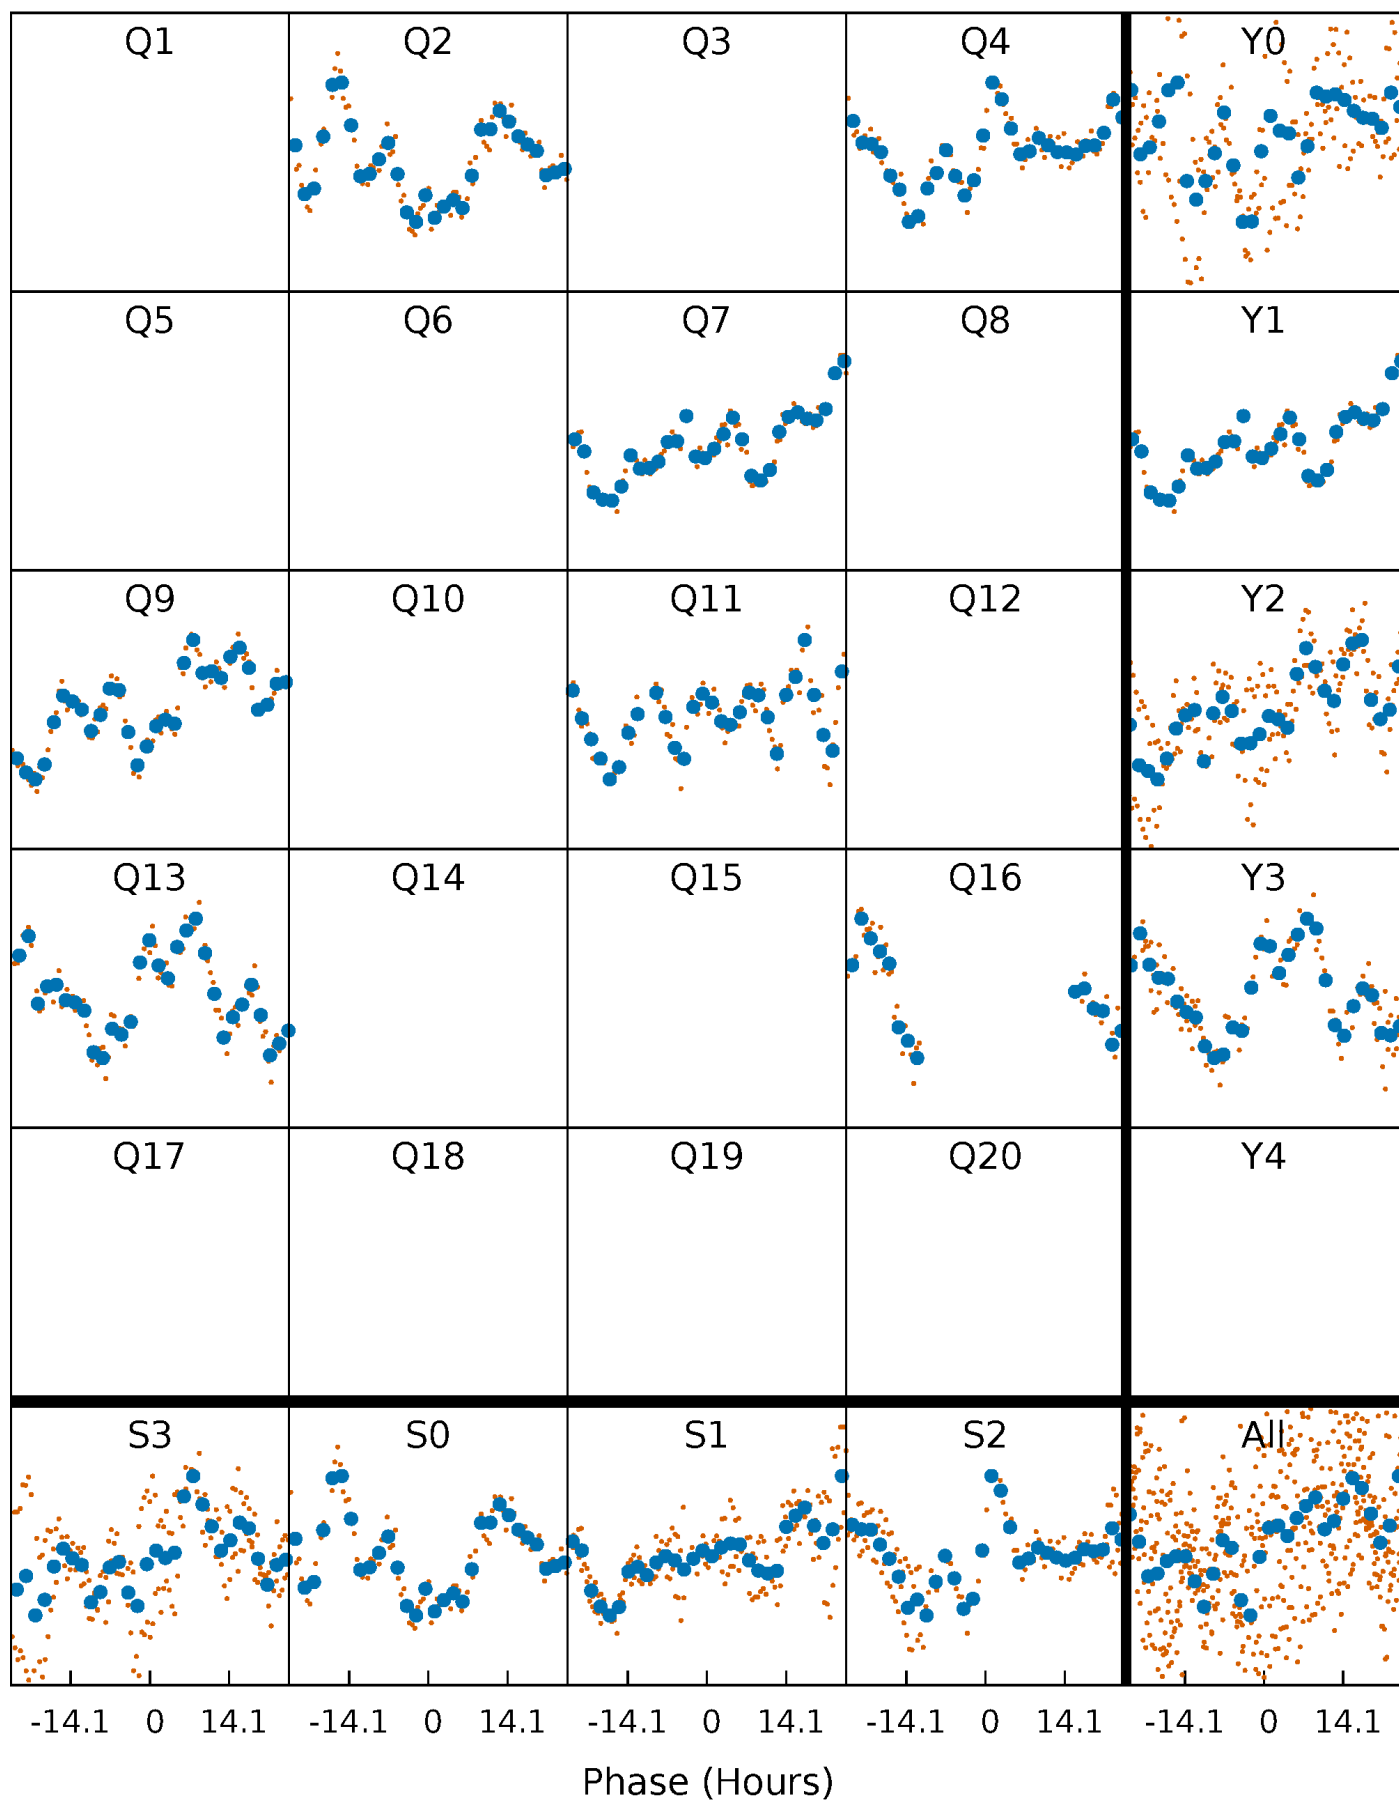 Q1 Q2 Q3 Q4 Y0
Q5 Q6 Q7 Q8 Y1
Q9 Q10 Q11 Q12 Y2
Q13 Q14 Q15 Q16 Y3
Q17 Q18 Q19 Q20 Y4
S3 S0 S1 S2 All
-14.1 0 14.1 -14.1 0 14.1 -14.1 0 14.1 -14.1 0 14.1 -14.1 0 14.1
Phase (Hours)